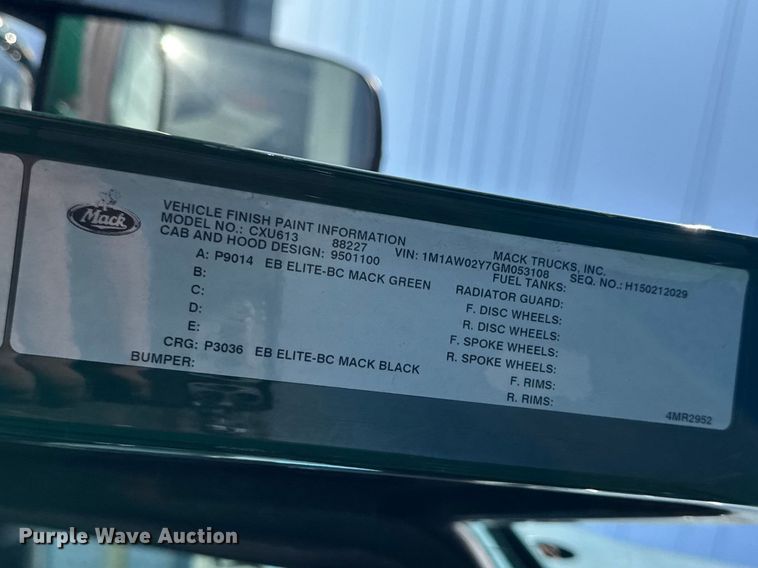 Mack
VEHICLE FINISH PAINT INFORMATION
MACK TRUCKS, INC.
MODEL NO.: CXU613 88227 VIN: 1M1AW02Y7GM053108 SEQ. NO.: H150212029
CAB AND HOOD DESIGN: 9501100
FUEL TANKS:
A: P9014 EB ELITE-BC MACK GREEN
RADIATOR GUARD:
B:
F. DISC WHEELS:
C:
R. DISC WHEELS:
D:
F. SPOKE WHEELS:
E:
R. SPOKE WHEELS:
CRG: P3036 EB ELITE-BC MACK BLACK
F. RIMS:
BUMPER:
R. RIMS:
4MR2952
Purple Wave Auction